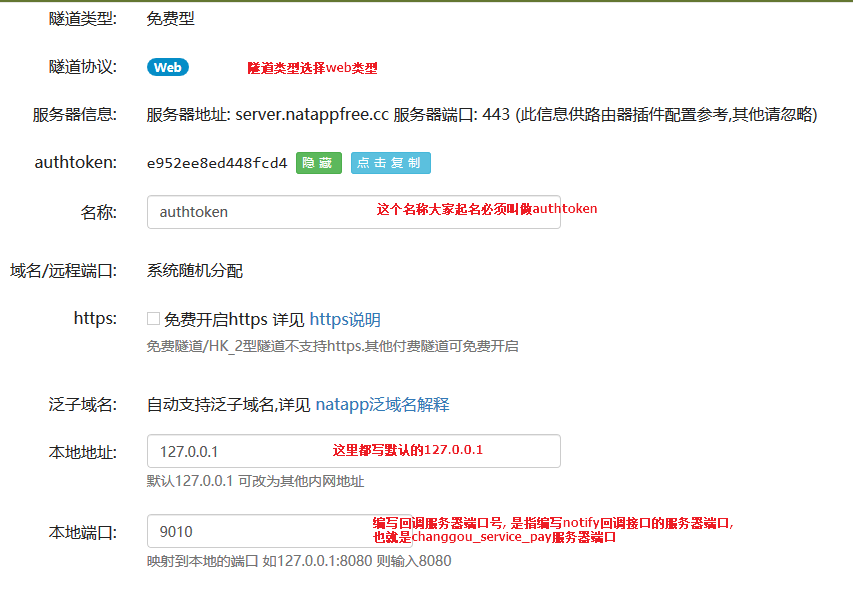 隧道类型: 免费型
隧道协议: Web 隧道类型选择web类型
服务器信息: 服务器地址: server.natappfree.cc 服务器端口: 443 (此信息供路由器插件配置参考,其他请忽略)
authtoken: e952ee8ed448fcd4 隐藏 点击复制
名称: authtoken 这个名称大家起名必须叫做authtoken
域名/远程端口: 系统随机分配
https: 免费开启https 详见 https说明
免费隧道/HK_2型隧道不支持https.其他付费隧道可免费开启
泛子域名: 自动支持泛子域名,详见 natapp泛域名解释
本地地址: 127.0.0.1 这里都写默认的127.0.0.1
默认127.0.0.1 可改为其他内网地址
本地端口: 9010 编写回调服务器端口号, 是指编写notify回调接口的服务器端口,
也就是changgou_service_pay服务器端口
映射到本地的端口 如127.0.0.1:8080 则输入8080